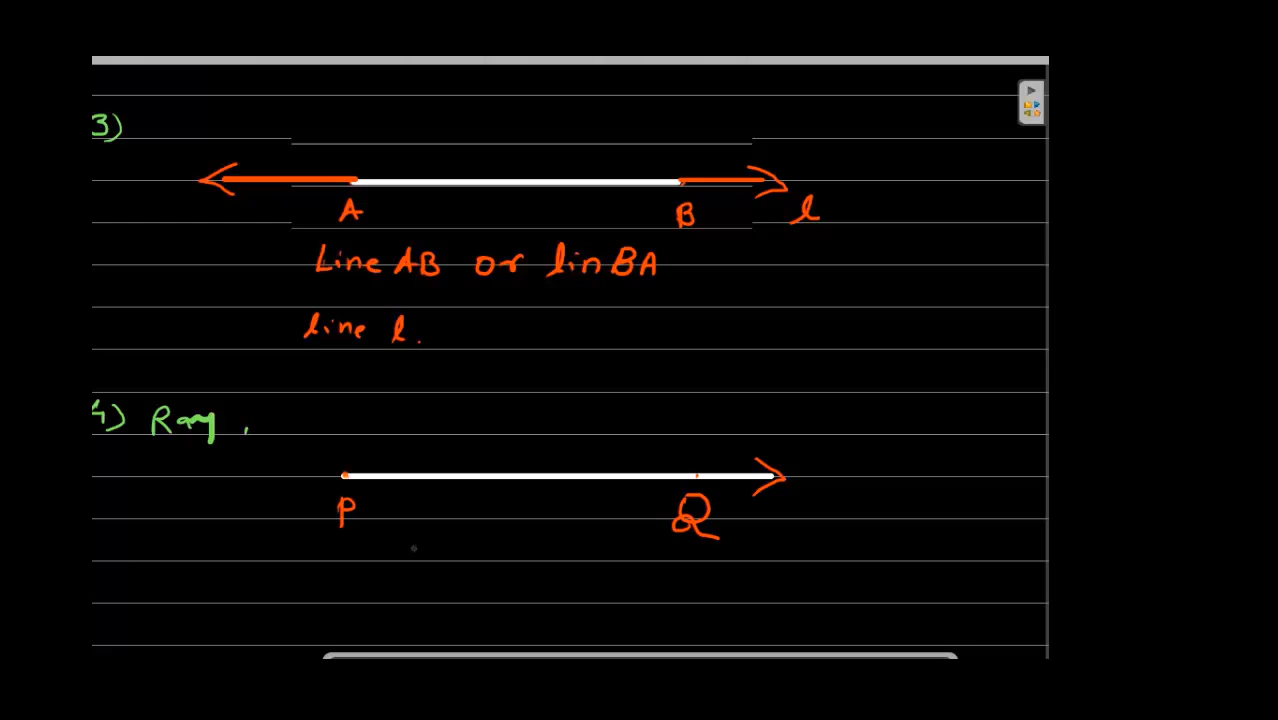 3)
A B l
Line AB or lin BA
line l.
4) Ray.
P Q